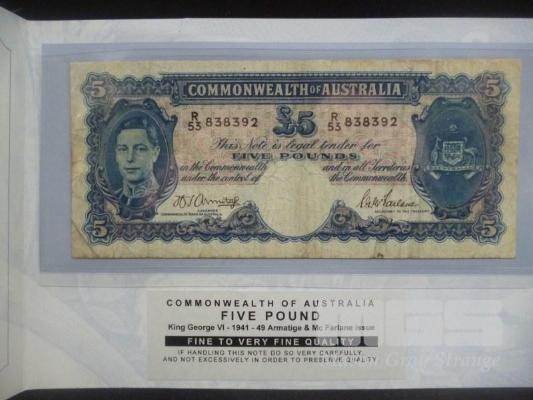 COMMONWEALTH OF AUSTRALIA
5 5
R/53 838392 £5 R/53 838392
This Note is legal tender for
FIVE POUNDS
in the Commonwealth and in all Territories
under the control of the Commonwealth
5 5
COMMONWEALTH OF AUSTRALIA
FIVE POUND
King George VI - 1941 - 49 Armatige & Mc Farlane Issue
FINE TO VERY FINE QUALITY
IF HANDLING THIS NOTE DO SO VERY CAREFULLY
AND NOT EXCESSIVELY IN ORDER TO PRESERVE QUALITY